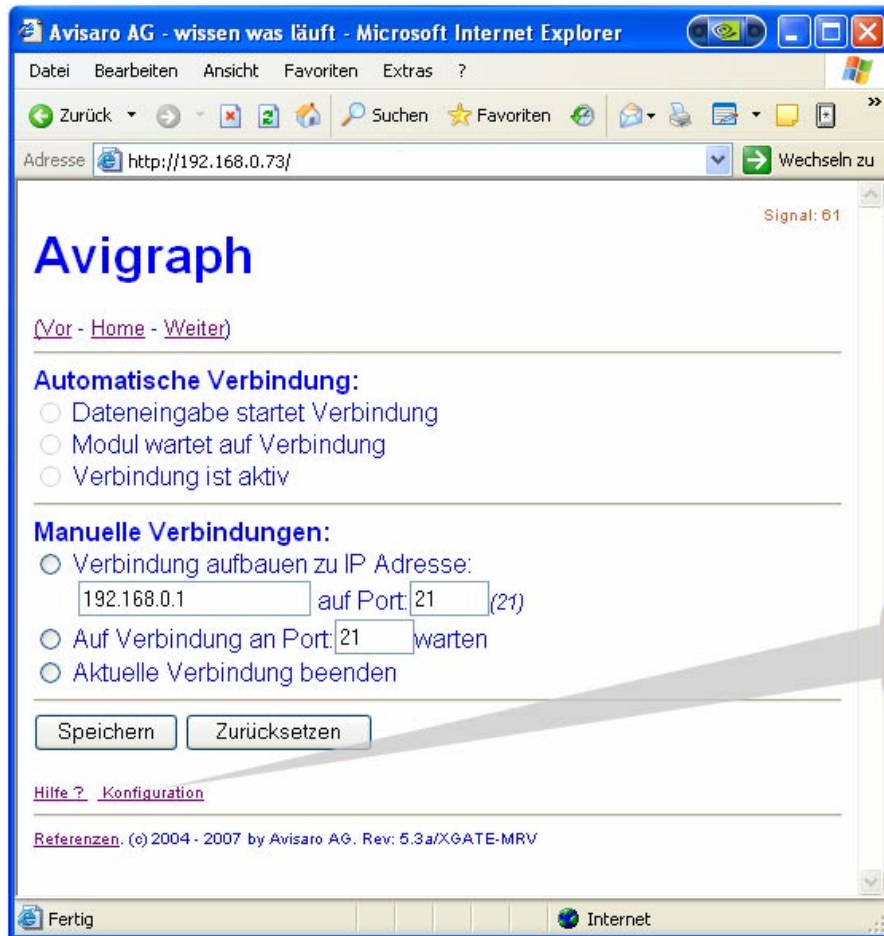 Avisaro AG - wissen was läuft - Microsoft Internet Explorer
Datei Bearbeiten Ansicht Favoriten Extras ?
Zurück Suchen Favoriten »
Adresse http://192.168.0.73/ Wechseln zu
Signal: 61
Avigraph
(Vor - Home - Weiter)
Automatische Verbindung:
Dateneingabe startet Verbindung
Modul wartet auf Verbindung
Verbindung ist aktiv
Manuelle Verbindungen:
Verbindung aufbauen zu IP Adresse:
192.168.0.1 auf Port: 21 (21)
Auf Verbindung an Port: 21 warten
Aktuelle Verbindung beenden
Speichern Zurücksetzen
Hilfe ? Konfiguration
Referenzen. (c) 2004 - 2007 by Avisaro AG. Rev: 5.3a/XGATE-MRV
Fertig Internet